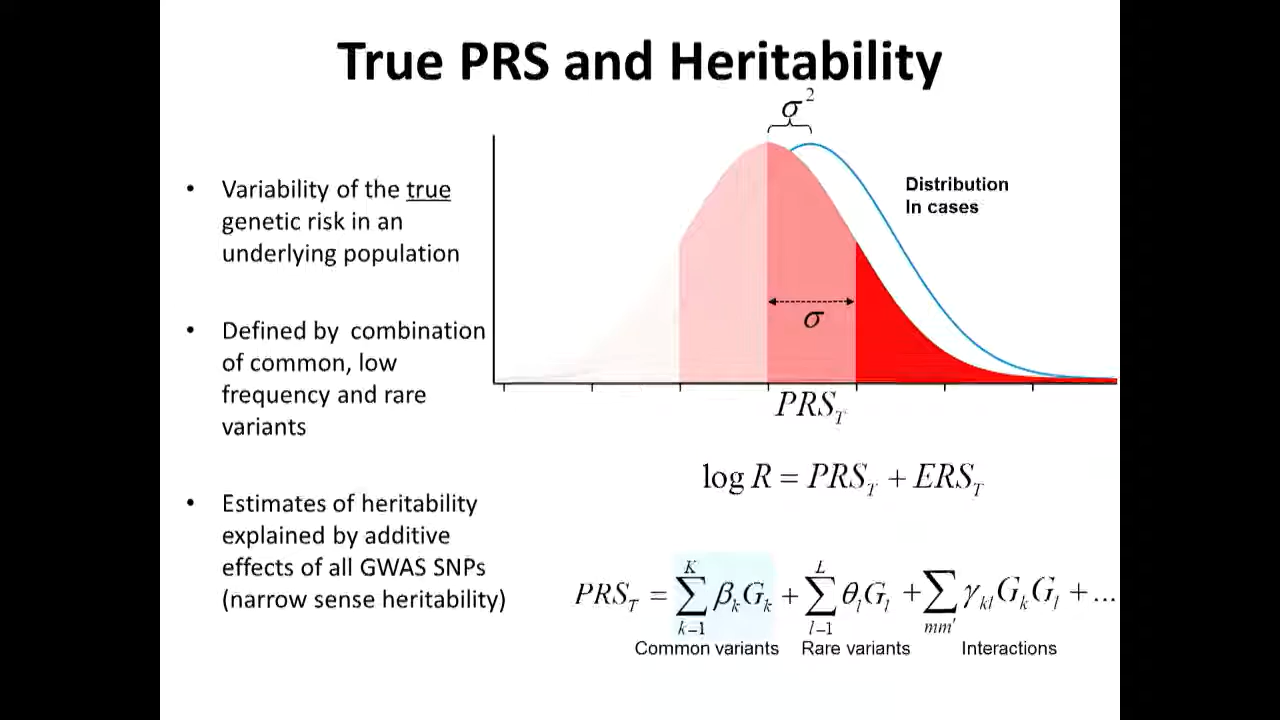 True PRS and Heritability
• Variability of the true
genetic risk in an
underlying population
• Defined by combination
of common, low
frequency and rare
variants
• Estimates of heritability
explained by additive
effects of all GWAS SNPs
(narrow sense heritability)
σ²
Distribution
In cases
σ
PRS_T
log R = PRS_T + ERS_T
PRS_T = ∑_{k−1}^{K} β_k G_k + ∑_{l−1}^{L} θ_l G_l + ∑_{mm'} γ_{kl} G_k G_l + ...
Common variants Rare variants Interactions